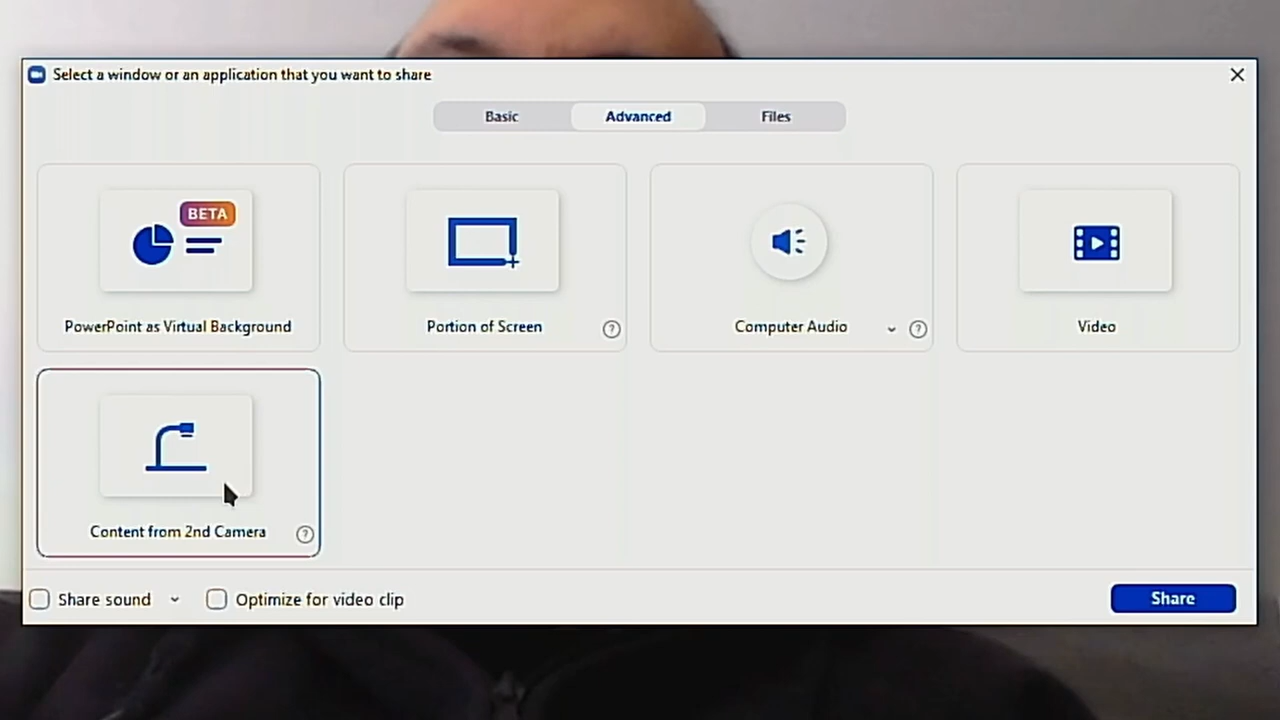 Select a window or an application that you want to share
Basic
Advanced
Files
BETA
PowerPoint as Virtual Background
Portion of Screen
?
Computer Audio
?
Video
Content from 2nd Camera
?
Share sound
Optimize for video clip
Share